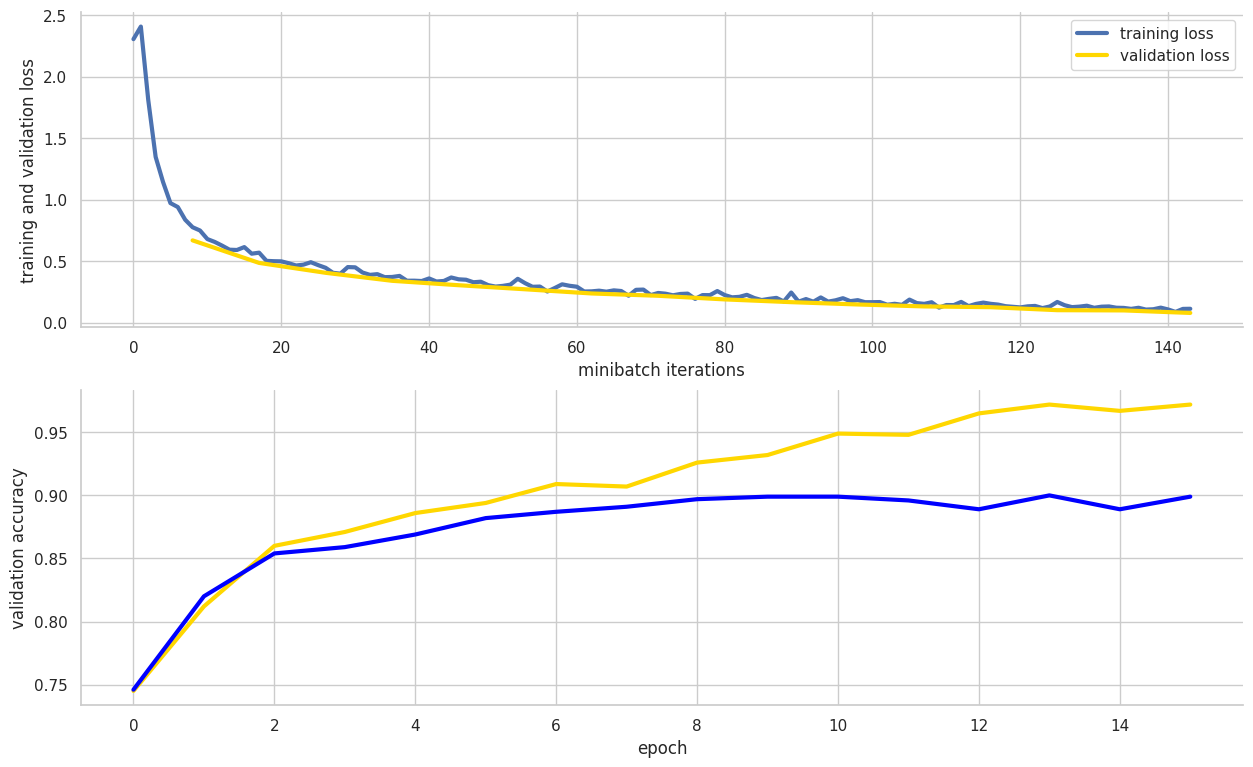 training and validation loss
2.5
2.0
1.5
1.0
0.5
0.0
training loss
validation loss
0 20 40 60 80 100 120 140
minibatch iterations
validation accuracy
0.95
0.90
0.85
0.80
0.75
0 2 4 6 8 10 12 14
epoch